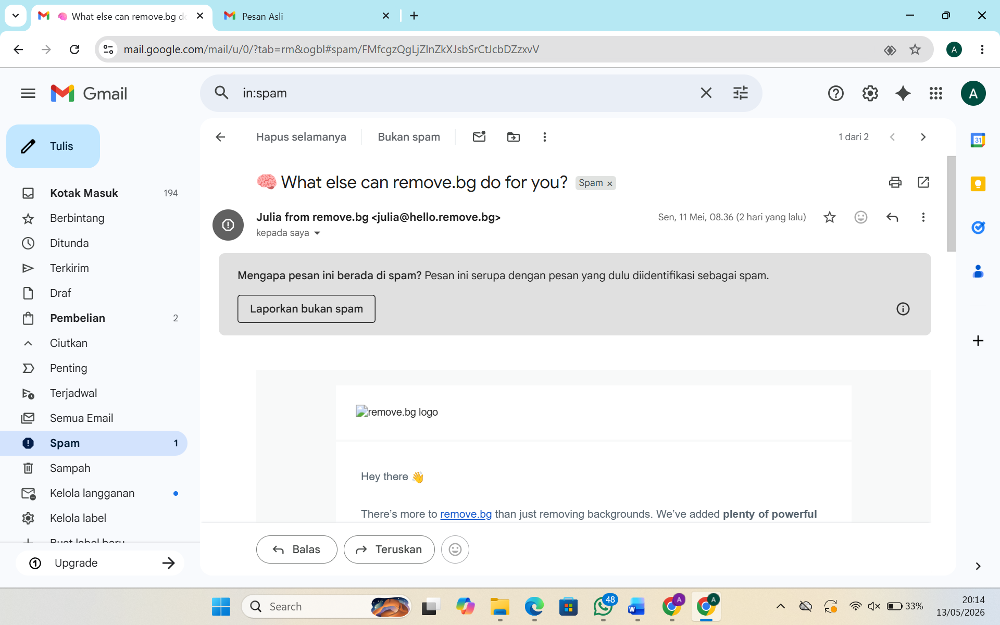 What else can remove.bg do
Pesan Asli
mail.google.com/mail/u/0/?tab=rm&ogbl#spam/FMfcgzQgLjZlnZkXJsbSrCtJcbDZzxvV
A
Gmail
in:spam
A
Tulis
Hapus selamanya
Bukan spam
1 dari 2
31
🧠 What else can remove.bg do for you?
Spam ×
Kotak Masuk 194
Berbintang
Ditunda
Terkirim
Draf
Pembelian 2
Ciutkan
Penting
Terjadwal
Semua Email
Spam 1
Sampah
Kelola langganan
Kelola label
Buat label baru
Upgrade
Julia from remove.bg <julia@hello.remove.bg>
Sen, 11 Mei, 08.36 (2 hari yang lalu)
kepada saya
Mengapa pesan ini berada di spam? Pesan ini serupa dengan pesan yang dulu diidentifikasi sebagai spam.
Laporkan bukan spam
remove.bg logo
Hey there 👋
There’s more to remove.bg than just removing backgrounds. We’ve added plenty of powerful
Balas
Teruskan
Search
48
W
A
A
33%
20:14
13/05/2026